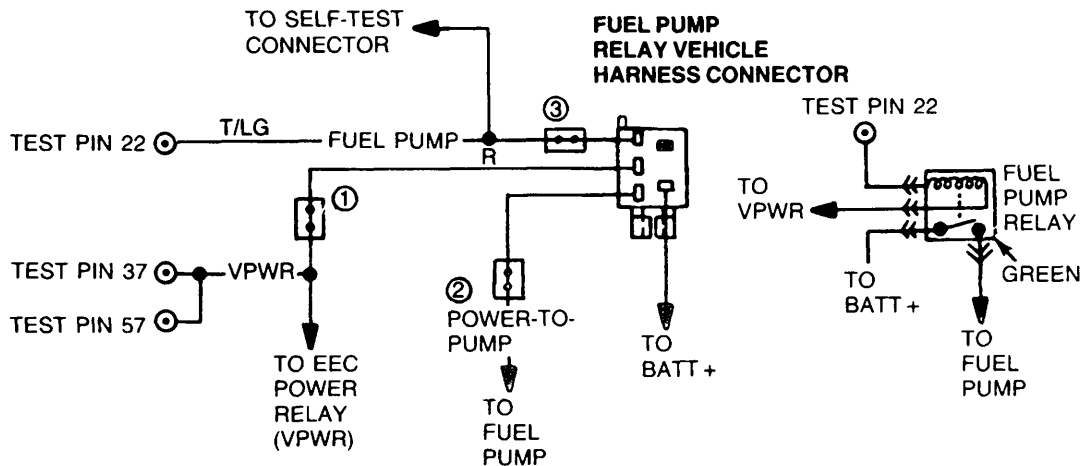 TO SELF-TEST
CONNECTOR
FUEL PUMP
RELAY VEHICLE
HARNESS CONNECTOR
TEST PIN 22
T/LG
FUEL PUMP
R
3
1
TEST PIN 37
VPWR
TEST PIN 57
TO EEC
POWER
RELAY
(VPWR)
2
POWER-TO-
PUMP
TO
FUEL
PUMP
TO
BATT +
TEST PIN 22
TO
VPWR
FUEL
PUMP
RELAY
GREEN
TO
BATT +
TO
FUEL
PUMP